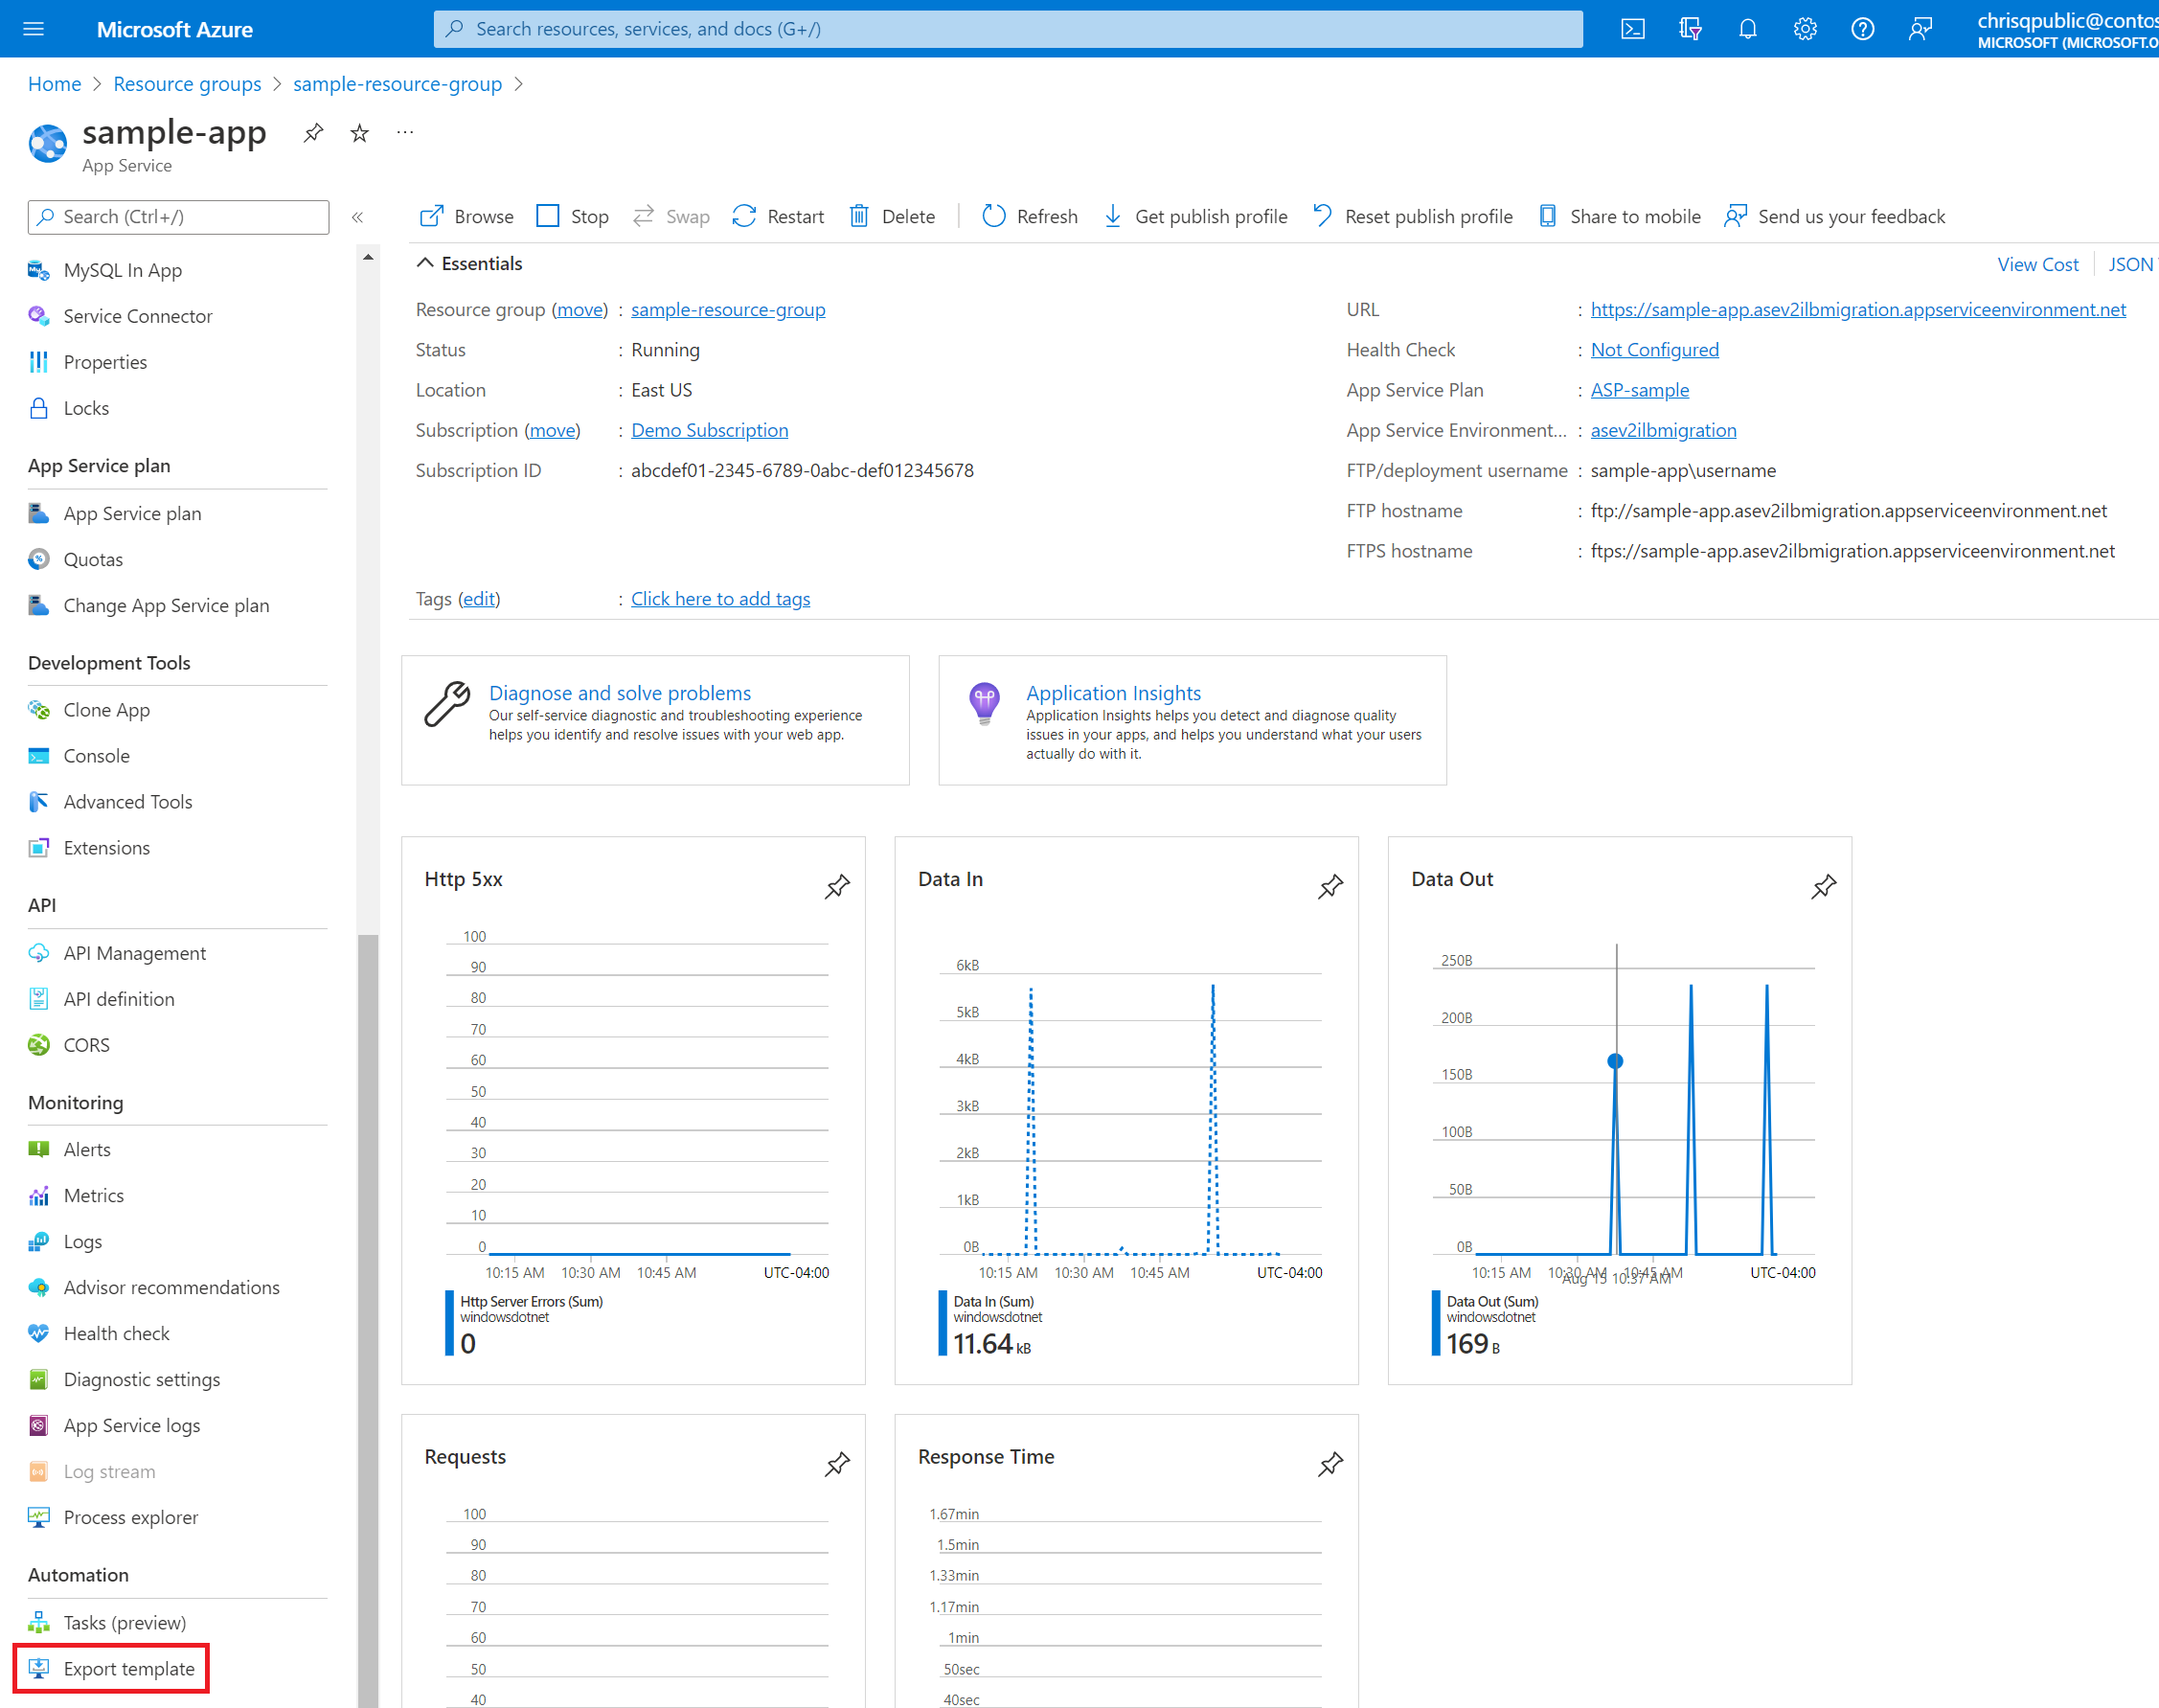 Microsoft Azure
Search resources, services, and docs (G+/)
chrisqpublic@contos
MICROSOFT (MICROSOFT.O
Home > Resource groups > sample-resource-group >
sample-app
App Service
Search (Ctrl+/)
MySQL In App
Service Connector
Properties
Locks
App Service plan
App Service plan
Quotas
Change App Service plan
Development Tools
Clone App
Console
Advanced Tools
Extensions
API
API Management
API definition
CORS
Monitoring
Alerts
Metrics
Logs
Advisor recommendations
Health check
Diagnostic settings
App Service logs
Log stream
Process explorer
Automation
Tasks (preview)
Export template
Browse Stop Swap Restart Delete Refresh Get publish profile Reset publish profile Share to mobile Send us your feedback
Essentials
View Cost JSON
Resource group (move) : sample-resource-group
Status : Running
Location : East US
Subscription (move) : Demo Subscription
Subscription ID : abcdef01-2345-6789-0abc-def012345678
URL : https://sample-app.asev2ilbmigration.appserviceenvironment.net
Health Check : Not Configured
App Service Plan : ASP-sample
App Service Environment... : asev2ilbmigration
FTP/deployment username : sample-app\username
FTP hostname : ftp://sample-app.asev2ilbmigration.appserviceenvironment.net
FTPS hostname : ftps://sample-app.asev2ilbmigration.appserviceenvironment.net
Tags (edit) : Click here to add tags
Diagnose and solve problems
Our self-service diagnostic and troubleshooting experience
helps you identify and resolve issues with your web app.
Application Insights
Application Insights helps you detect and diagnose quality
issues in your apps, and helps you understand what your users
actually do with it.
Http 5xx
100
90
80
70
60
50
40
30
20
10
0
10:15 AM 10:30 AM 10:45 AM UTC-04:00
Http Server Errors (Sum)
windowsdotnet
0
Data In
6kB
5kB
4kB
3kB
2kB
1kB
0B
10:15 AM 10:30 AM 10:45 AM UTC-04:00
Data In (Sum)
windowsdotnet
11.64 kB
Data Out
250B
200B
150B
100B
50B
0B
10:15 AM 10:30 AM 10:45 AM UTC-04:00
Aug 15 10:37 AM
Data Out (Sum)
windowsdotnet
169 B
Requests
100
90
80
70
60
50
40
Response Time
1.67min
1.5min
1.33min
1.17min
1min
50sec
40sec